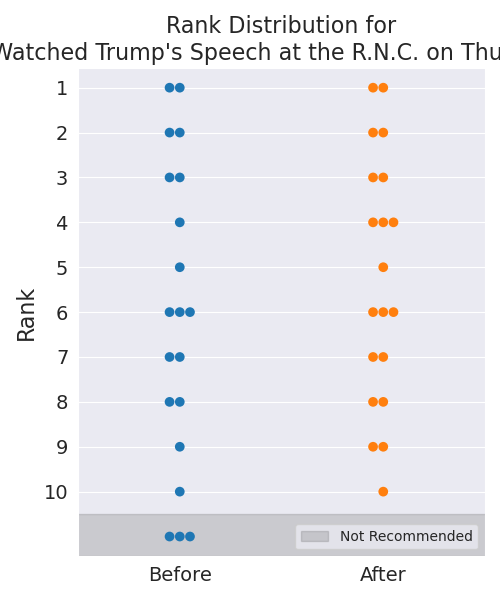 Rank Distribution for
Watched Trump's Speech at the R.N.C. on Thu
1
2
3
4
5
6
7
8
9
10
Rank
Not Recommended
Before
After